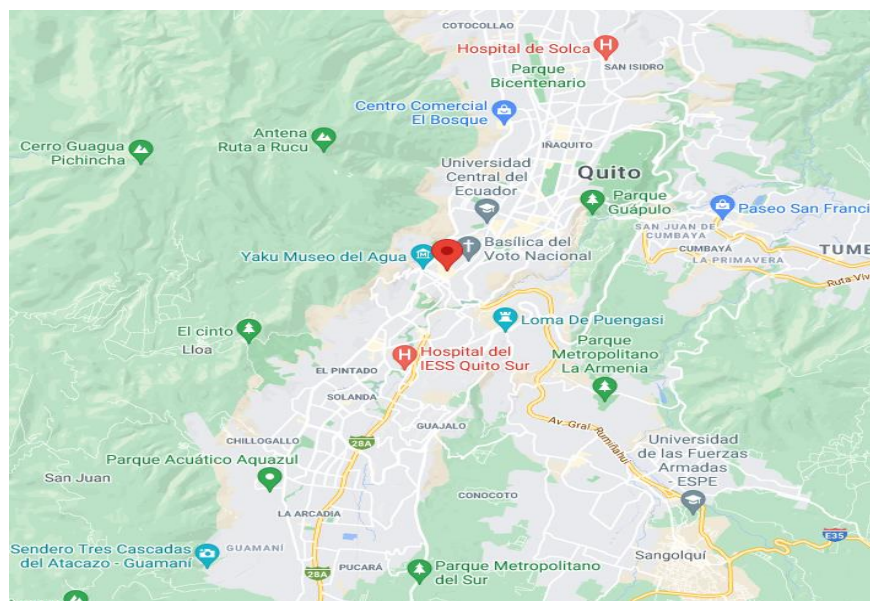 COTOCOLLAO
Hospital de Solca
H
SAN ISIDRO
Parque
Bicentenario
Centro Comercial
El Bosque
Antena
Ruta a Rucu
Cerro Guagua
Pichincha
IÑAQUITO
Universidad
Central del
Ecuador
Quito
Parque
Guápulo
Paseo San Franci
SAN JUAN DE
CUMBAYA
CUMBAYÁ
LA PRIMAVERA
TUMB
Ruta Viv
Yaku Museo del Agua
Basílica del
Voto Nacional
Loma De Puengasi
El cinto
Lloa
Parque
Metropolitano
La Armenia
H
Hospital del
IESS Quito Sur
EL PINTADO
SOLANDA
GUAJALO
Av. Gral. Rumiñahui
CHILLOGALLO
28A
Parque Acuático Aquazul
San Juan
Universidad
de las Fuerzas
Armadas
- ESPE
CONOCOTO
LA ARCADIA
E35
Sendero Tres Cascadas
del Atacazo - Guamaní
GUAMANÍ
Sangolquí
PUCARÁ
28A
Parque Metropolitano
del Sur